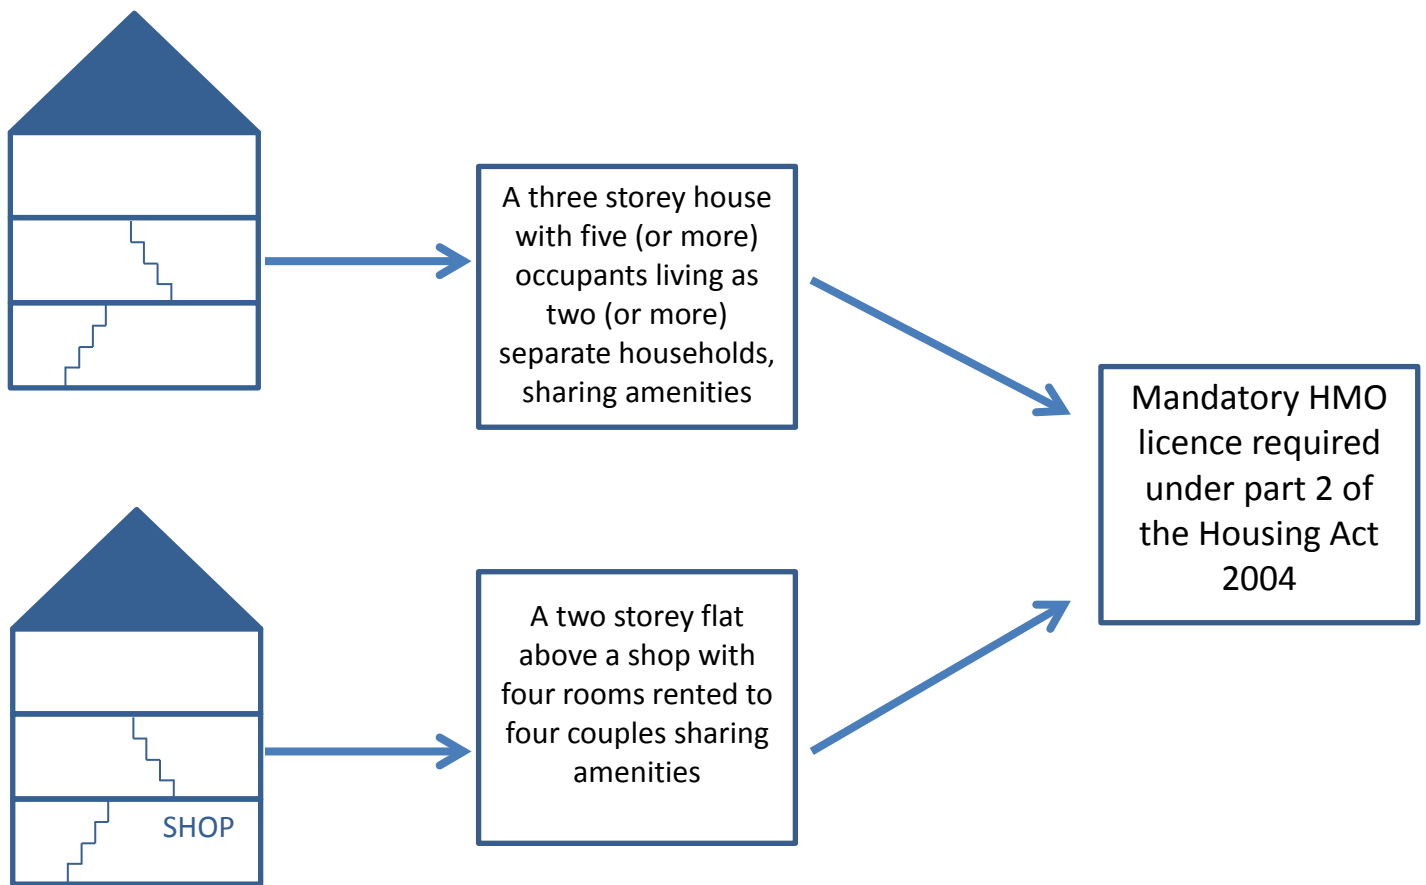 A three storey house
with five (or more)
occupants living as
two (or more)
separate households,
sharing amenities
Mandatory HMO
licence required
under part 2 of
the Housing Act
2004
A two storey flat
above a shop with
four rooms rented to
four couples sharing
amenities
SHOP